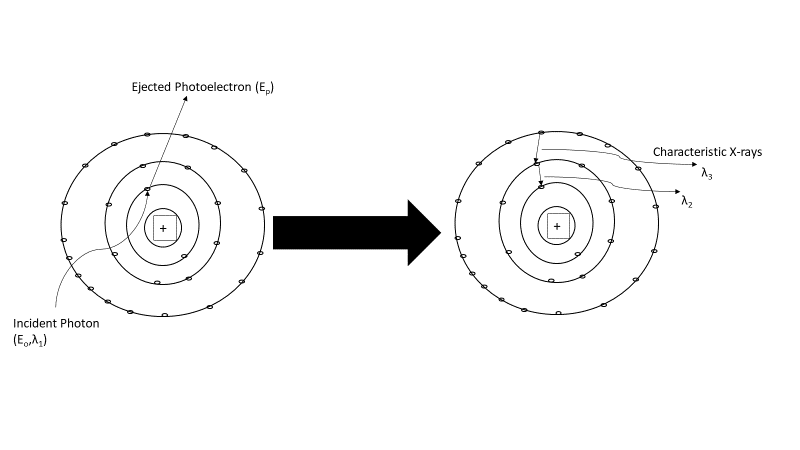 Ejected Photoelectron (Ep)
+
Incident Photon
(Eo,λ1)
+
Characteristic X-rays
λ3
λ2